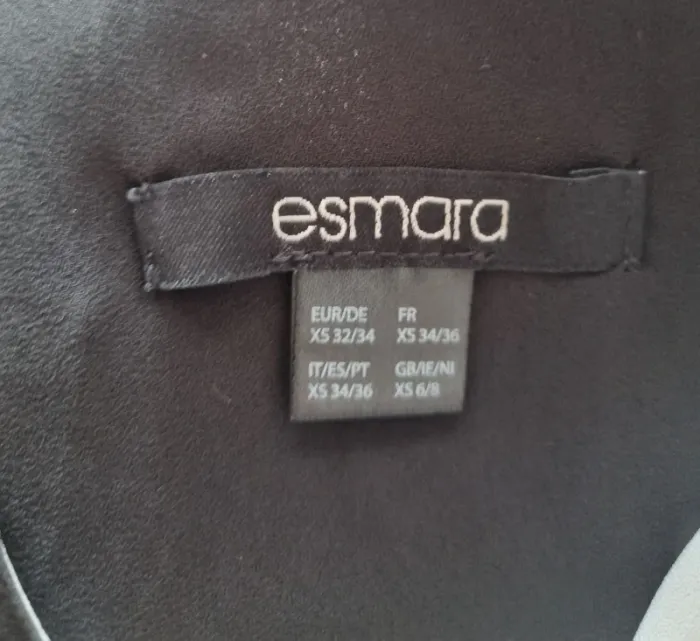 esmara
EUR/DE FR
XS 32/34 XS 34/36
IT/ES/PT GB/IE/NI
XS 34/36 XS 6/8